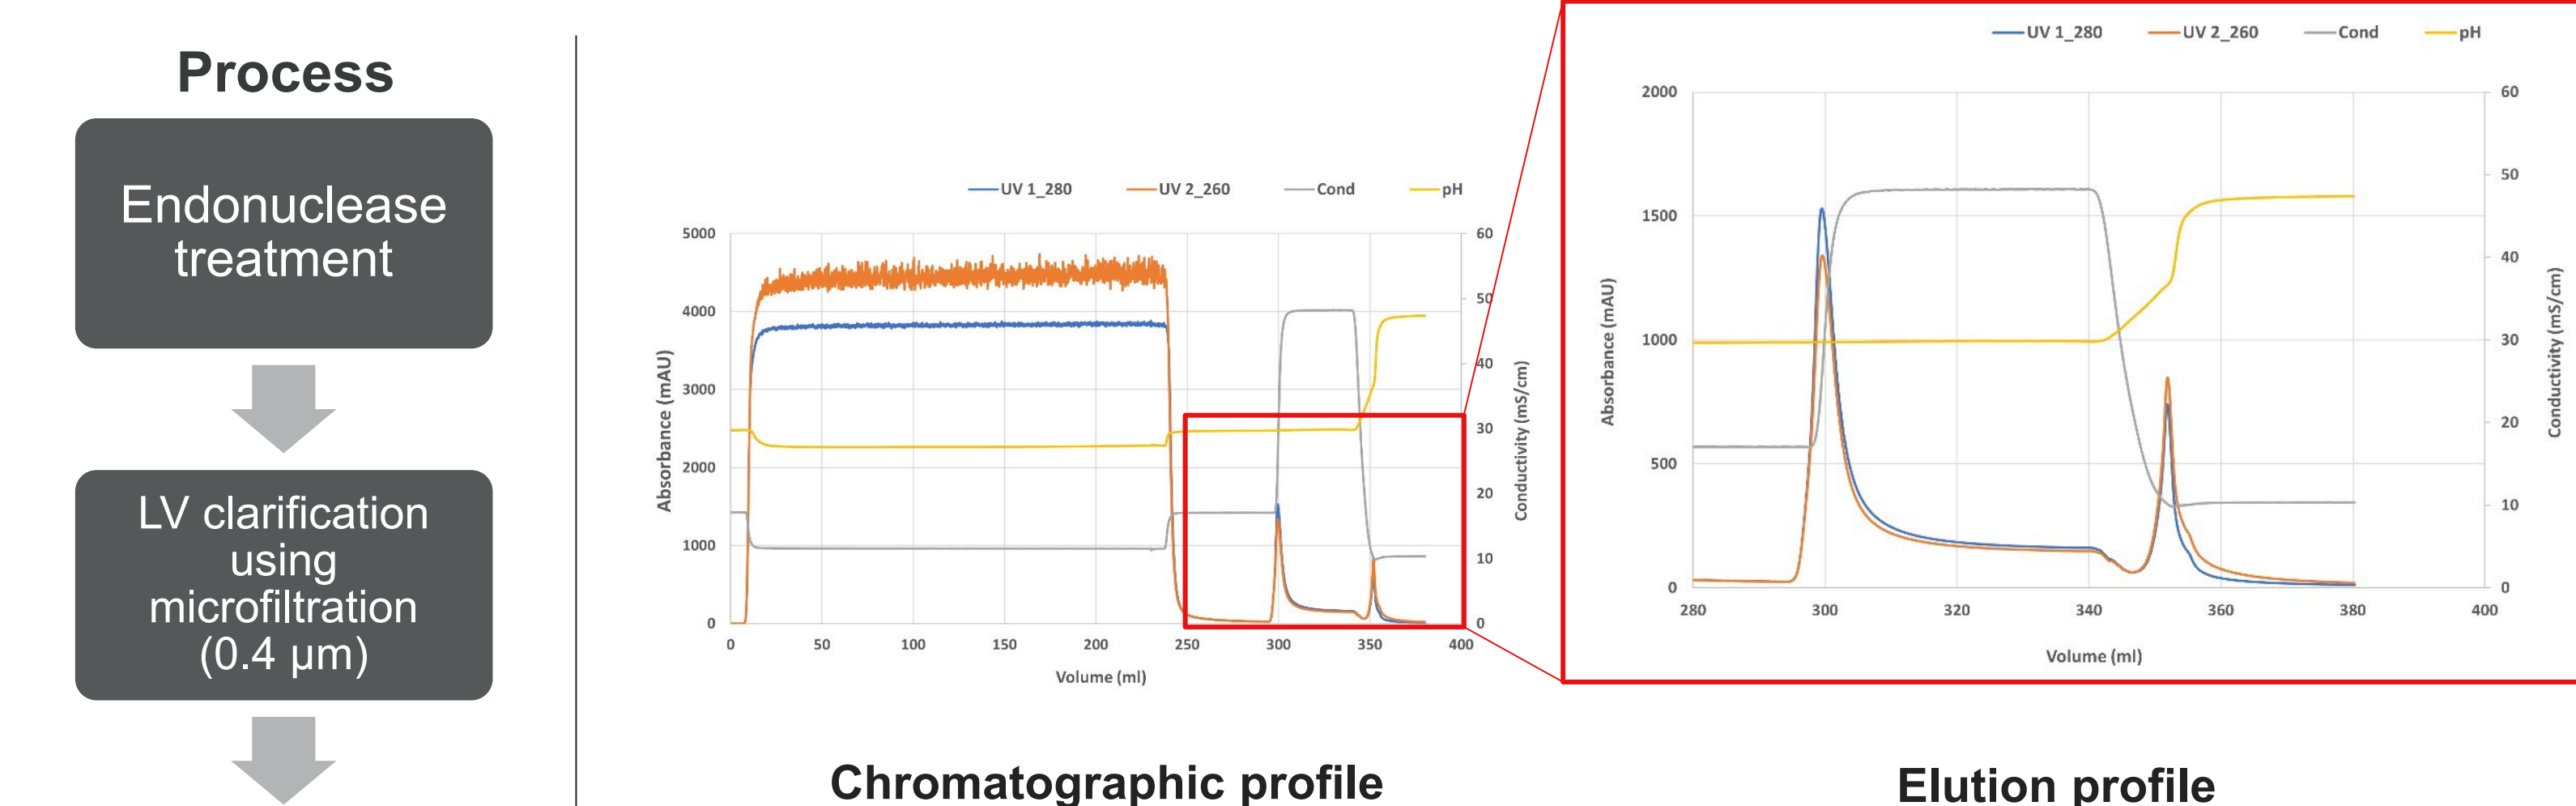 Process
Endonuclease
treatment
LV clarification
using
microfiltration
(0.4 µm)
UV 1_280 UV 2_260 Cond pH
5000
4000
3000
2000
1000
0
Absorbance (mAU)
60
50
40
30
20
10
0
Conductivity (mS/cm)
0 50 100 150 200 250 300 350 400
Volume (ml)
Chromatographic profile
UV 1_280 UV 2_260 Cond pH
2000
1500
1000
500
0
Absorbance (mAU)
60
50
40
30
20
10
0
Conductivity (mS/cm)
280 300 320 340 360 380 400
Volume (ml)
Elution profile